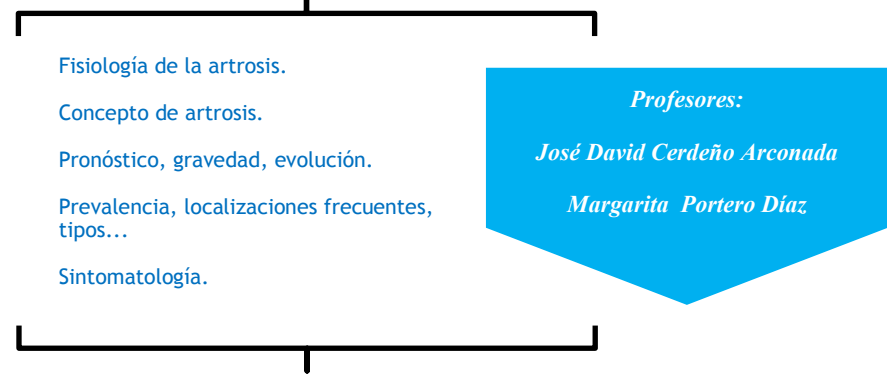 Fisiología de la artrosis.
Concepto de artrosis.
Pronóstico, gravedad, evolución.
Prevalencia, localizaciones frecuentes,
tipos...
Sintomatología.
Profesores:
José David Cerdeño Arconada
Margarita Portero Díaz